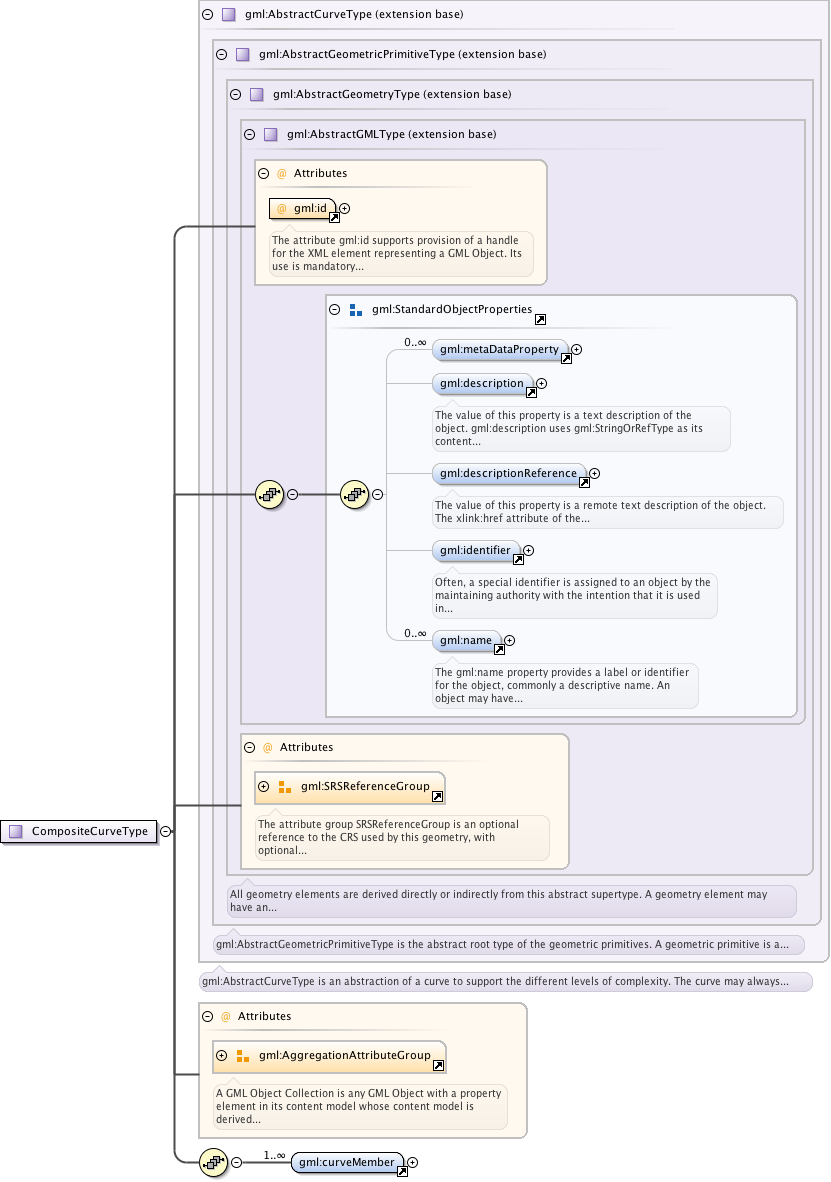 gml:AbstractCurveType (extension base)
gml:AbstractGeometricPrimitiveType (extension base)
gml:AbstractGeometryType (extension base)
gml:AbstractGMLType (extension base)
@ Attributes
@ gml:id
The attribute gml:id supports provision of a handle
for the XML element representing a GML Object. Its
use is mandatory...
gml:StandardObjectProperties
0..∞
gml:metaDataProperty
gml:description
The value of this property is a text description of the
object. gml:description uses gml:StringOrRefType as its
content...
gml:descriptionReference
The value of this property is a remote text description of the object.
The xlink:href attribute of the...
gml:identifier
Often, a special identifier is assigned to an object by the
maintaining authority with the intention that it is used
in...
0..∞
gml:name
The gml:name property provides a label or identifier
for the object, commonly a descriptive name. An
object may have...
@ Attributes
gml:SRSReferenceGroup
The attribute group SRSReferenceGroup is an optional
reference to the CRS used by this geometry, with
optional...
CompositeCurveType
All geometry elements are derived directly or indirectly from this abstract supertype. A geometry element may
have an...
gml:AbstractGeometricPrimitiveType is the abstract root type of the geometric primitives. A geometric primitive is a...
gml:AbstractCurveType is an abstraction of a curve to support the different levels of complexity. The curve may always...
@ Attributes
gml:AggregationAttributeGroup
A GML Object Collection is any GML Object with a property
element in its content model whose content model is
derived...
1..∞
gml:curveMember